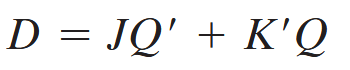 D = JQ′ + K′Q